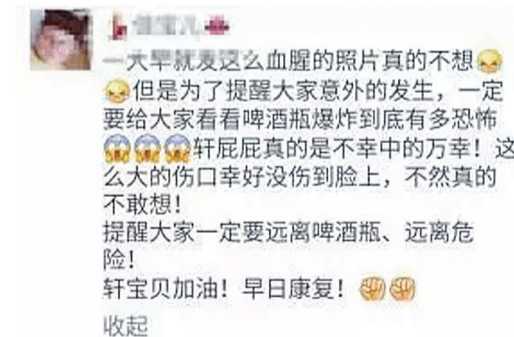 一大早就发这么血腥的照片真的不想😝
😝但是为了提醒大家意外的发生，一定
要给大家看看啤酒瓶爆炸到底有多恐怖
😱😱😱轩屁屁真的是不幸中的万幸！这
么大的伤口幸好没伤到脸上，不然真的
不敢想！
提醒大家一定要远离啤酒瓶、远离危
险！
轩宝贝加油！早日康复！✊✊
收起